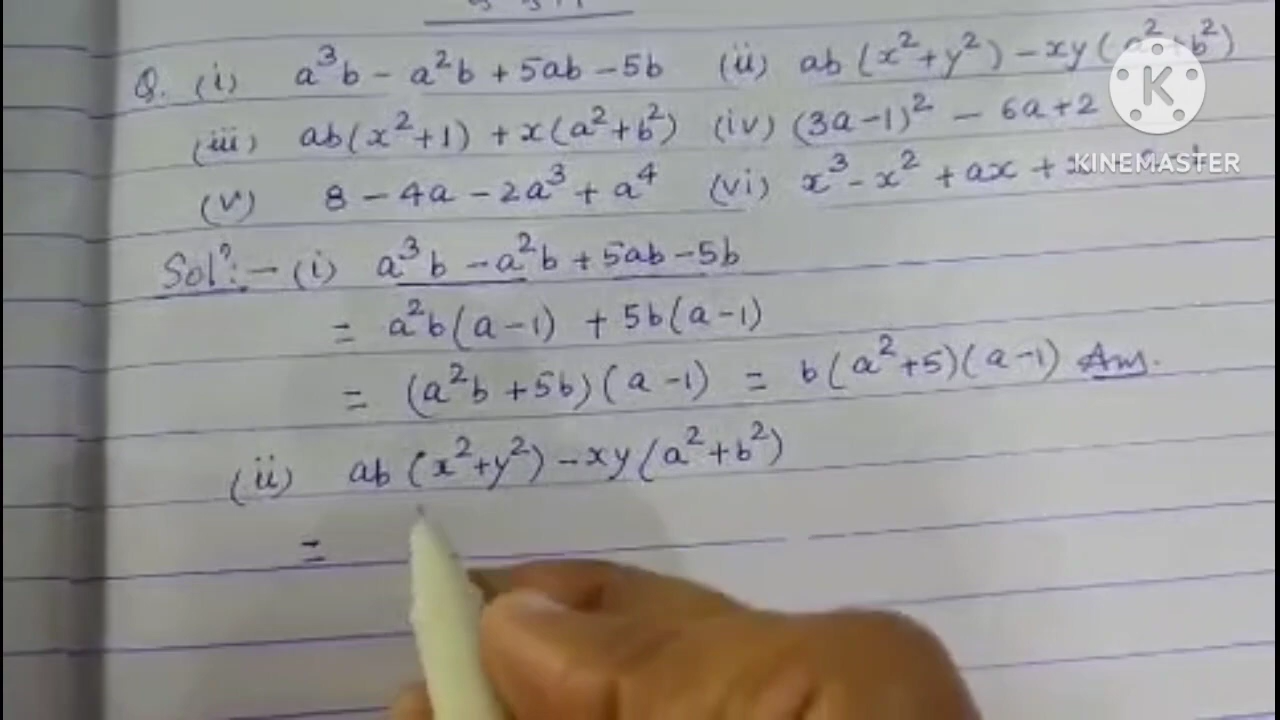 Q. (i) a³b - a²b + 5ab - 5b (ii) ab (x² + y²) - xy (a² + b²)
(iii) ab(x² + 1) + x(a² + b²) (iv) (3a - 1)² - 6a + 2
K
KINEMASTER
(v) 8 - 4a - 2a³ + a⁴ (vi) x³ - x² + ax + x
Solⁿ:- (i) a³b - a²b + 5ab - 5b
= a²b(a - 1) + 5b(a - 1)
= (a²b + 5b)(a - 1) = b(a² + 5)(a - 1) Ans.
(ii) ab (x² + y²) - xy (a² + b²)
=